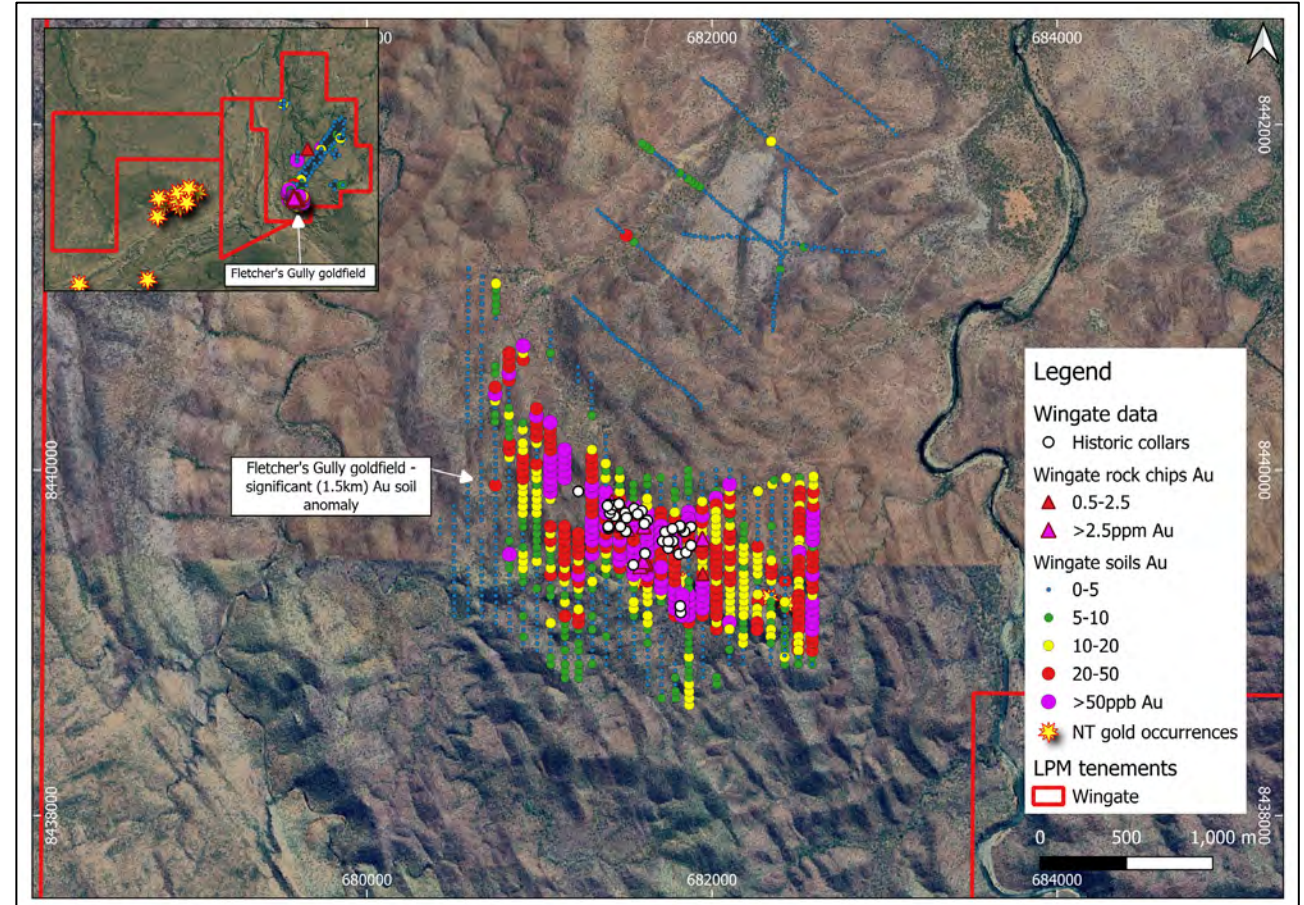 00
682000
684000
Fletcher's Gully goldfield
8442000
8442000
Fletcher's Gully goldfield -
significant (1.5km) Au soil
anomaly
8440000
8440000
Legend
Wingate data
Historic collars
Wingate rock chips Au
0.5-2.5
>2.5ppm Au
Wingate soils Au
0-5
5-10
10-20
20-50
>50ppb Au
NT gold occurrences
LPM tenements
Wingate
0 500 1,000 m
8438000
8438000
680000
682000
684000